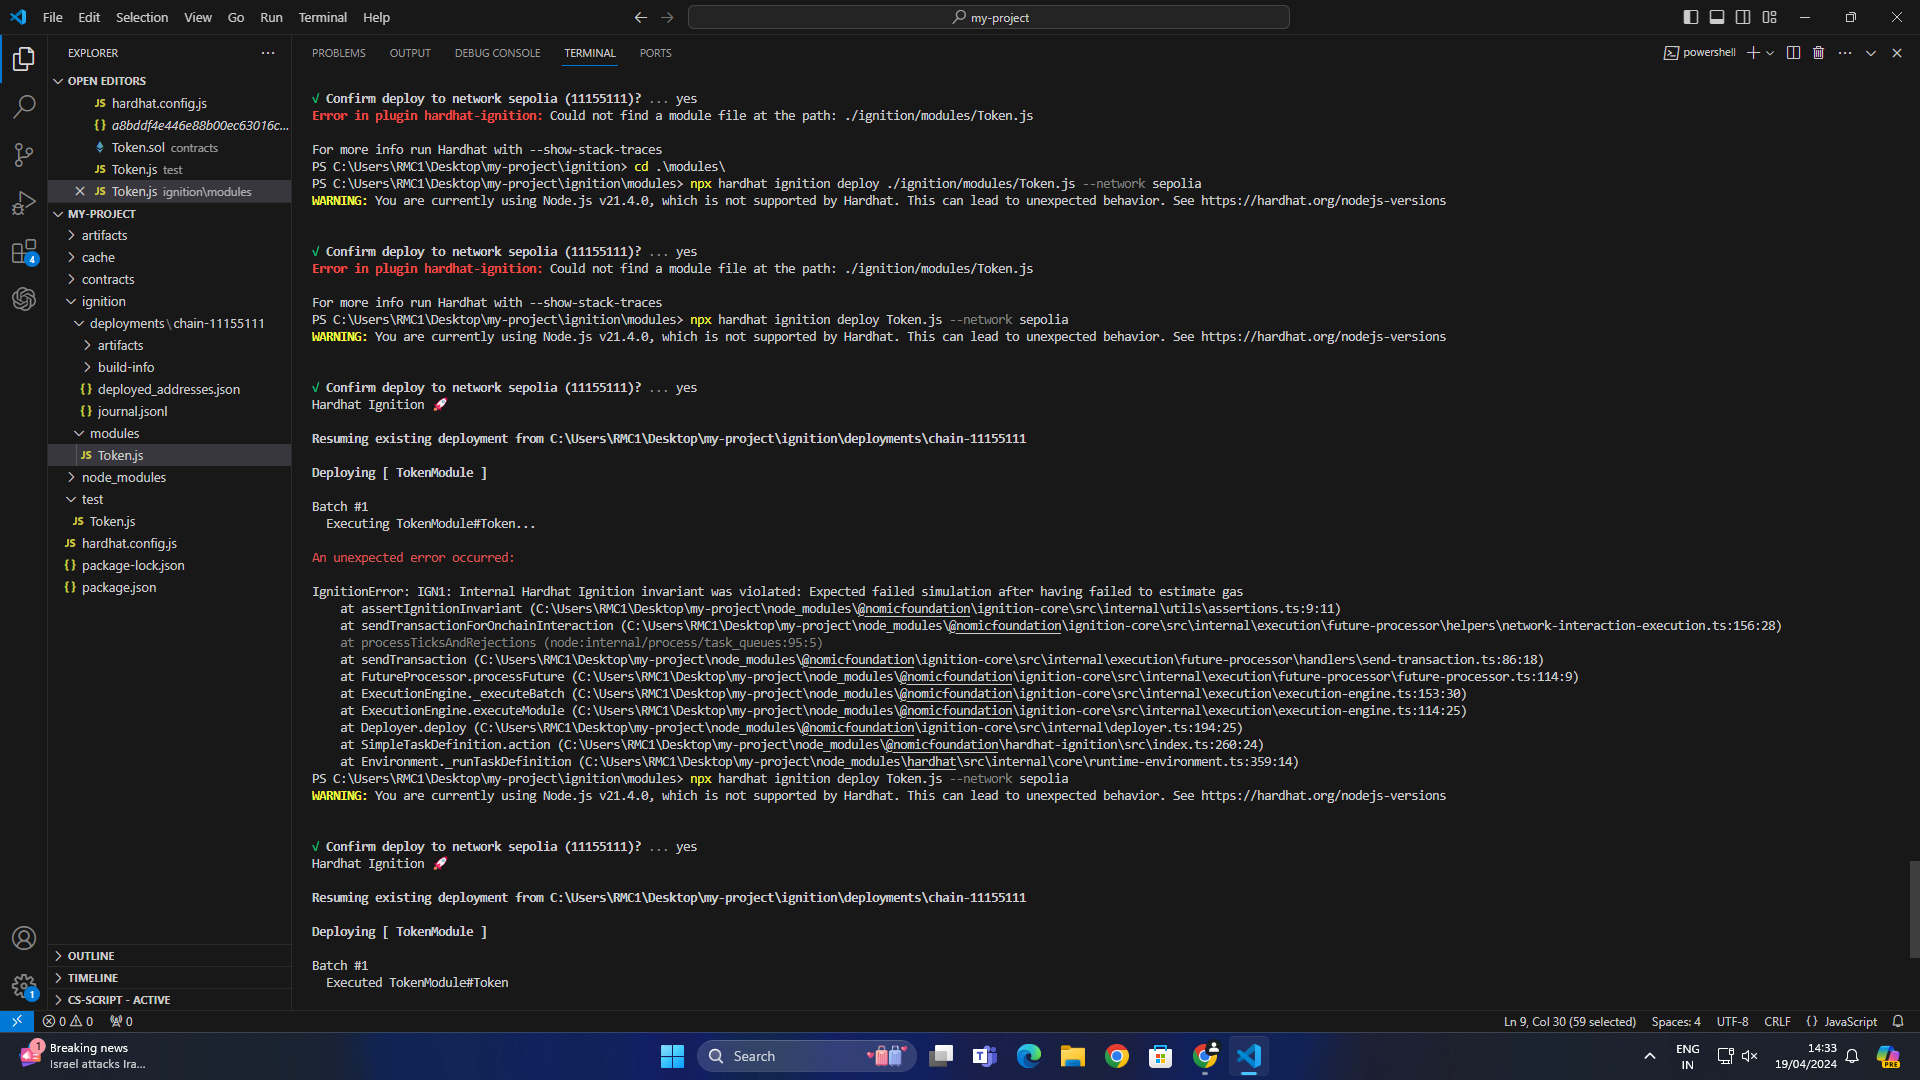 File Edit Selection View Go Run Terminal Help
my-project
EXPLORER
OPEN EDITORS
JS hardhat.config.js
{} a8bddf4e446e88b00ec63016c...
Token.sol contracts
JS Token.js test
JS Token.js ignition\modules
MY-PROJECT
artifacts
cache
contracts
ignition
deployments\chain-11155111
artifacts
build-info
{} deployed_addresses.json
{} journal.jsonl
modules
JS Token.js
node_modules
test
JS Token.js
JS hardhat.config.js
{} package-lock.json
{} package.json
OUTLINE
TIMELINE
CS-SCRIPT - ACTIVE
4
1
PROBLEMS OUTPUT DEBUG CONSOLE TERMINAL PORTS
powershell
√ Confirm deploy to network sepolia (11155111)? ... yes
Error in plugin hardhat-ignition: Could not find a module file at the path: ./ignition/modules/Token.js
For more info run Hardhat with --show-stack-traces
PS C:\Users\RMC1\Desktop\my-project\ignition> cd .\modules\
PS C:\Users\RMC1\Desktop\my-project\ignition\modules> npx hardhat ignition deploy ./ignition/modules/Token.js --network sepolia
WARNING: You are currently using Node.js v21.4.0, which is not supported by Hardhat. This can lead to unexpected behavior. See https://hardhat.org/nodejs-versions
√ Confirm deploy to network sepolia (11155111)? ... yes
Error in plugin hardhat-ignition: Could not find a module file at the path: ./ignition/modules/Token.js
For more info run Hardhat with --show-stack-traces
PS C:\Users\RMC1\Desktop\my-project\ignition\modules> npx hardhat ignition deploy Token.js --network sepolia
WARNING: You are currently using Node.js v21.4.0, which is not supported by Hardhat. This can lead to unexpected behavior. See https://hardhat.org/nodejs-versions
√ Confirm deploy to network sepolia (11155111)? ... yes
Hardhat Ignition 🚀
Resuming existing deployment from C:\Users\RMC1\Desktop\my-project\ignition\deployments\chain-11155111
Deploying [ TokenModule ]
Batch #1
Executing TokenModule#Token...
An unexpected error occurred:
IgnitionError: IGN1: Internal Hardhat Ignition invariant was violated: Expected failed simulation after having failed to estimate gas
at assertIgnitionInvariant (C:\Users\RMC1\Desktop\my-project\node_modules\@nomicfoundation\ignition-core\src\internal\utils\assertions.ts:9:11)
at sendTransactionForOnchainInteraction (C:\Users\RMC1\Desktop\my-project\node_modules\@nomicfoundation\ignition-core\src\internal\execution\future-processor\helpers\network-interaction-execution.ts:156:28)
at processTicksAndRejections (node:internal/process/task_queues:95:5)
at sendTransaction (C:\Users\RMC1\Desktop\my-project\node_modules\@nomicfoundation\ignition-core\src\internal\execution\future-processor\handlers\send-transaction.ts:86:18)
at FutureProcessor.processFuture (C:\Users\RMC1\Desktop\my-project\node_modules\@nomicfoundation\ignition-core\src\internal\execution\future-processor\future-processor.ts:114:9)
at ExecutionEngine._executeBatch (C:\Users\RMC1\Desktop\my-project\node_modules\@nomicfoundation\ignition-core\src\internal\execution\execution-engine.ts:153:30)
at ExecutionEngine.executeModule (C:\Users\RMC1\Desktop\my-project\node_modules\@nomicfoundation\ignition-core\src\internal\execution\execution-engine.ts:114:25)
at Deployer.deploy (C:\Users\RMC1\Desktop\my-project\node_modules\@nomicfoundation\ignition-core\src\internal\deployer.ts:194:25)
at SimpleTaskDefinition.action (C:\Users\RMC1\Desktop\my-project\node_modules\@nomicfoundation\hardhat-ignition\src\index.ts:260:24)
at Environment._runTaskDefinition (C:\Users\RMC1\Desktop\my-project\node_modules\hardhat\src\internal\core\runtime-environment.ts:359:14)
PS C:\Users\RMC1\Desktop\my-project\ignition\modules> npx hardhat ignition deploy Token.js --network sepolia
WARNING: You are currently using Node.js v21.4.0, which is not supported by Hardhat. This can lead to unexpected behavior. See https://hardhat.org/nodejs-versions
√ Confirm deploy to network sepolia (11155111)? ... yes
Hardhat Ignition 🚀
Resuming existing deployment from C:\Users\RMC1\Desktop\my-project\ignition\deployments\chain-11155111
Deploying [ TokenModule ]
Batch #1
Executed TokenModule#Token
0 0 0
Ln 9, Col 30 (59 selected) Spaces: 4 UTF-8 CRLF {} JavaScript
1
Breaking news
Israel attacks Ira...
Search
ENG
IN
14:33
19/04/2024
PRE